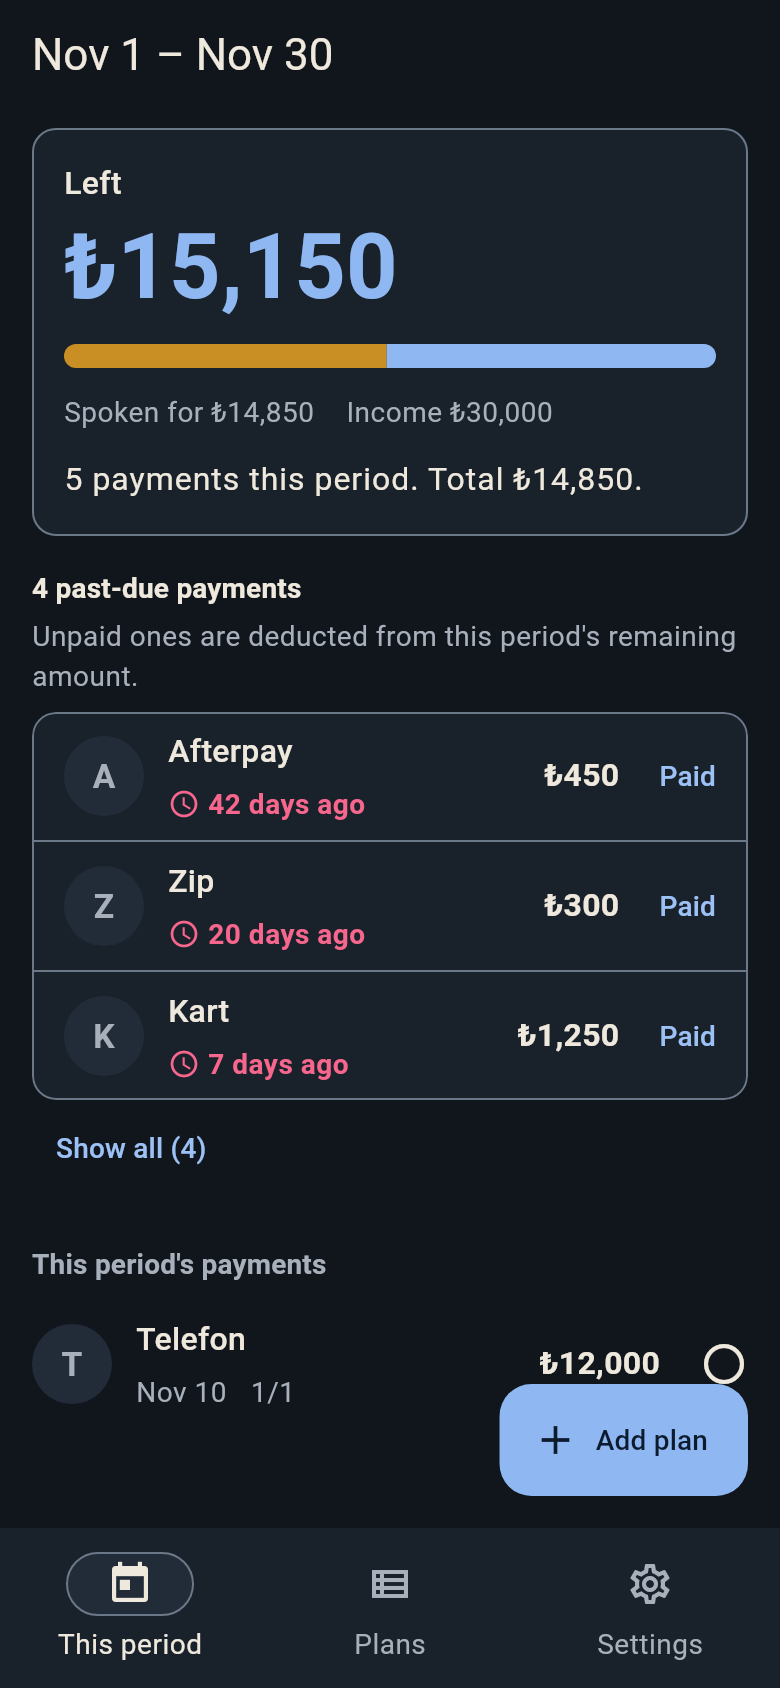 Nov 1 – Nov 30
Left
₺15,150
Spoken for ₺14,850 Income ₺30,000
5 payments this period. Total ₺14,850.
4 past-due payments
Unpaid ones are deducted from this period's remaining
amount.
A
Afterpay
42 days ago
₺450
Paid
Z
Zip
20 days ago
₺300
Paid
K
Kart
7 days ago
₺1,250
Paid
Show all (4)
This period's payments
T
Telefon
Nov 10 1/1
₺12,000
Add plan
This period
Plans
Settings